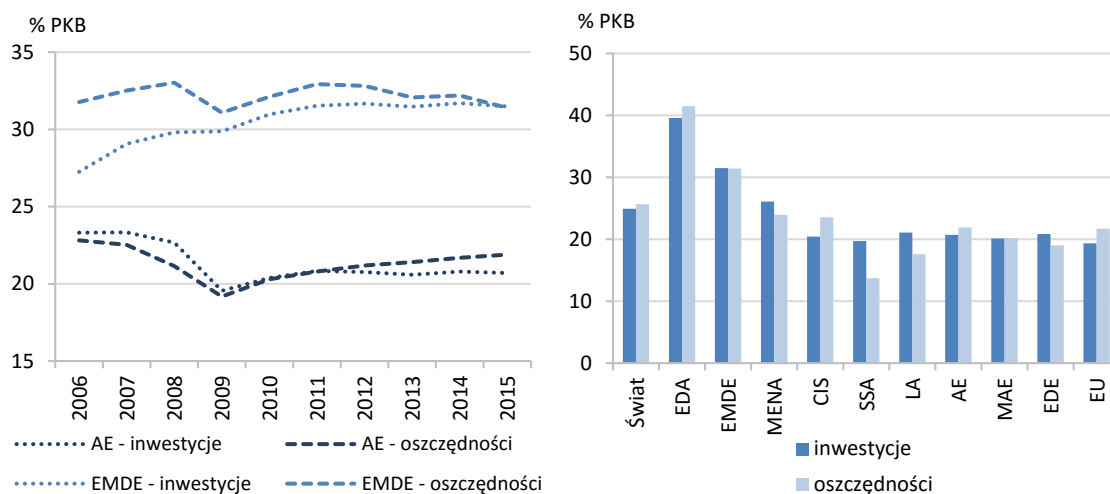 % PKB
35
30
25
20
15
2006
2007
2008
2009
2010
2011
2012
2013
2014
2015
AE - inwestycje
AE - oszczędności
EMDE - inwestycje
EMDE - oszczędności
% PKB
50
40
30
20
10
0
Świat
EDA
EMDE
MENA
CIS
SSA
LA
AE
MAE
EDE
EU
inwestycje
oszczędności